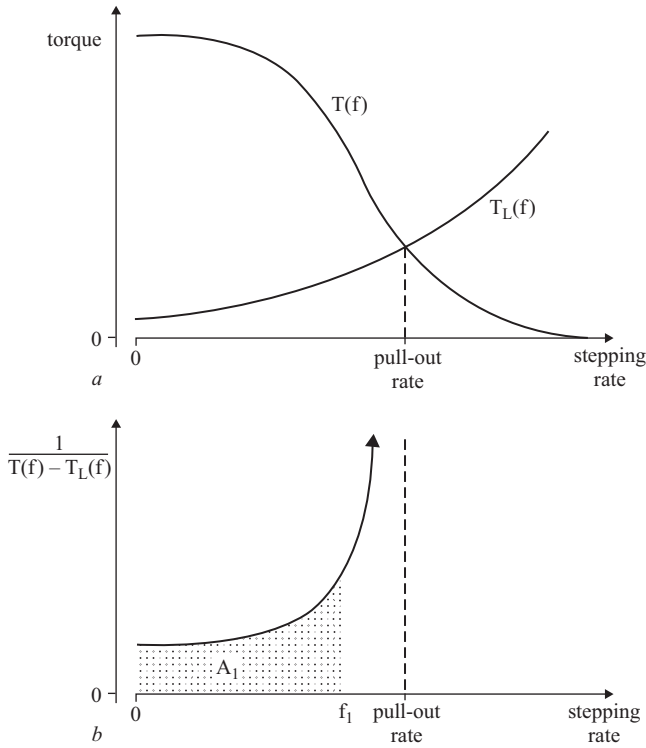 torque
T(f)
T_L(f)
0
0
pull-out
rate
stepping
rate
a
1
T(f) – T_L(f)
A_1
0
0
f_1
pull-out
rate
stepping
rate
b